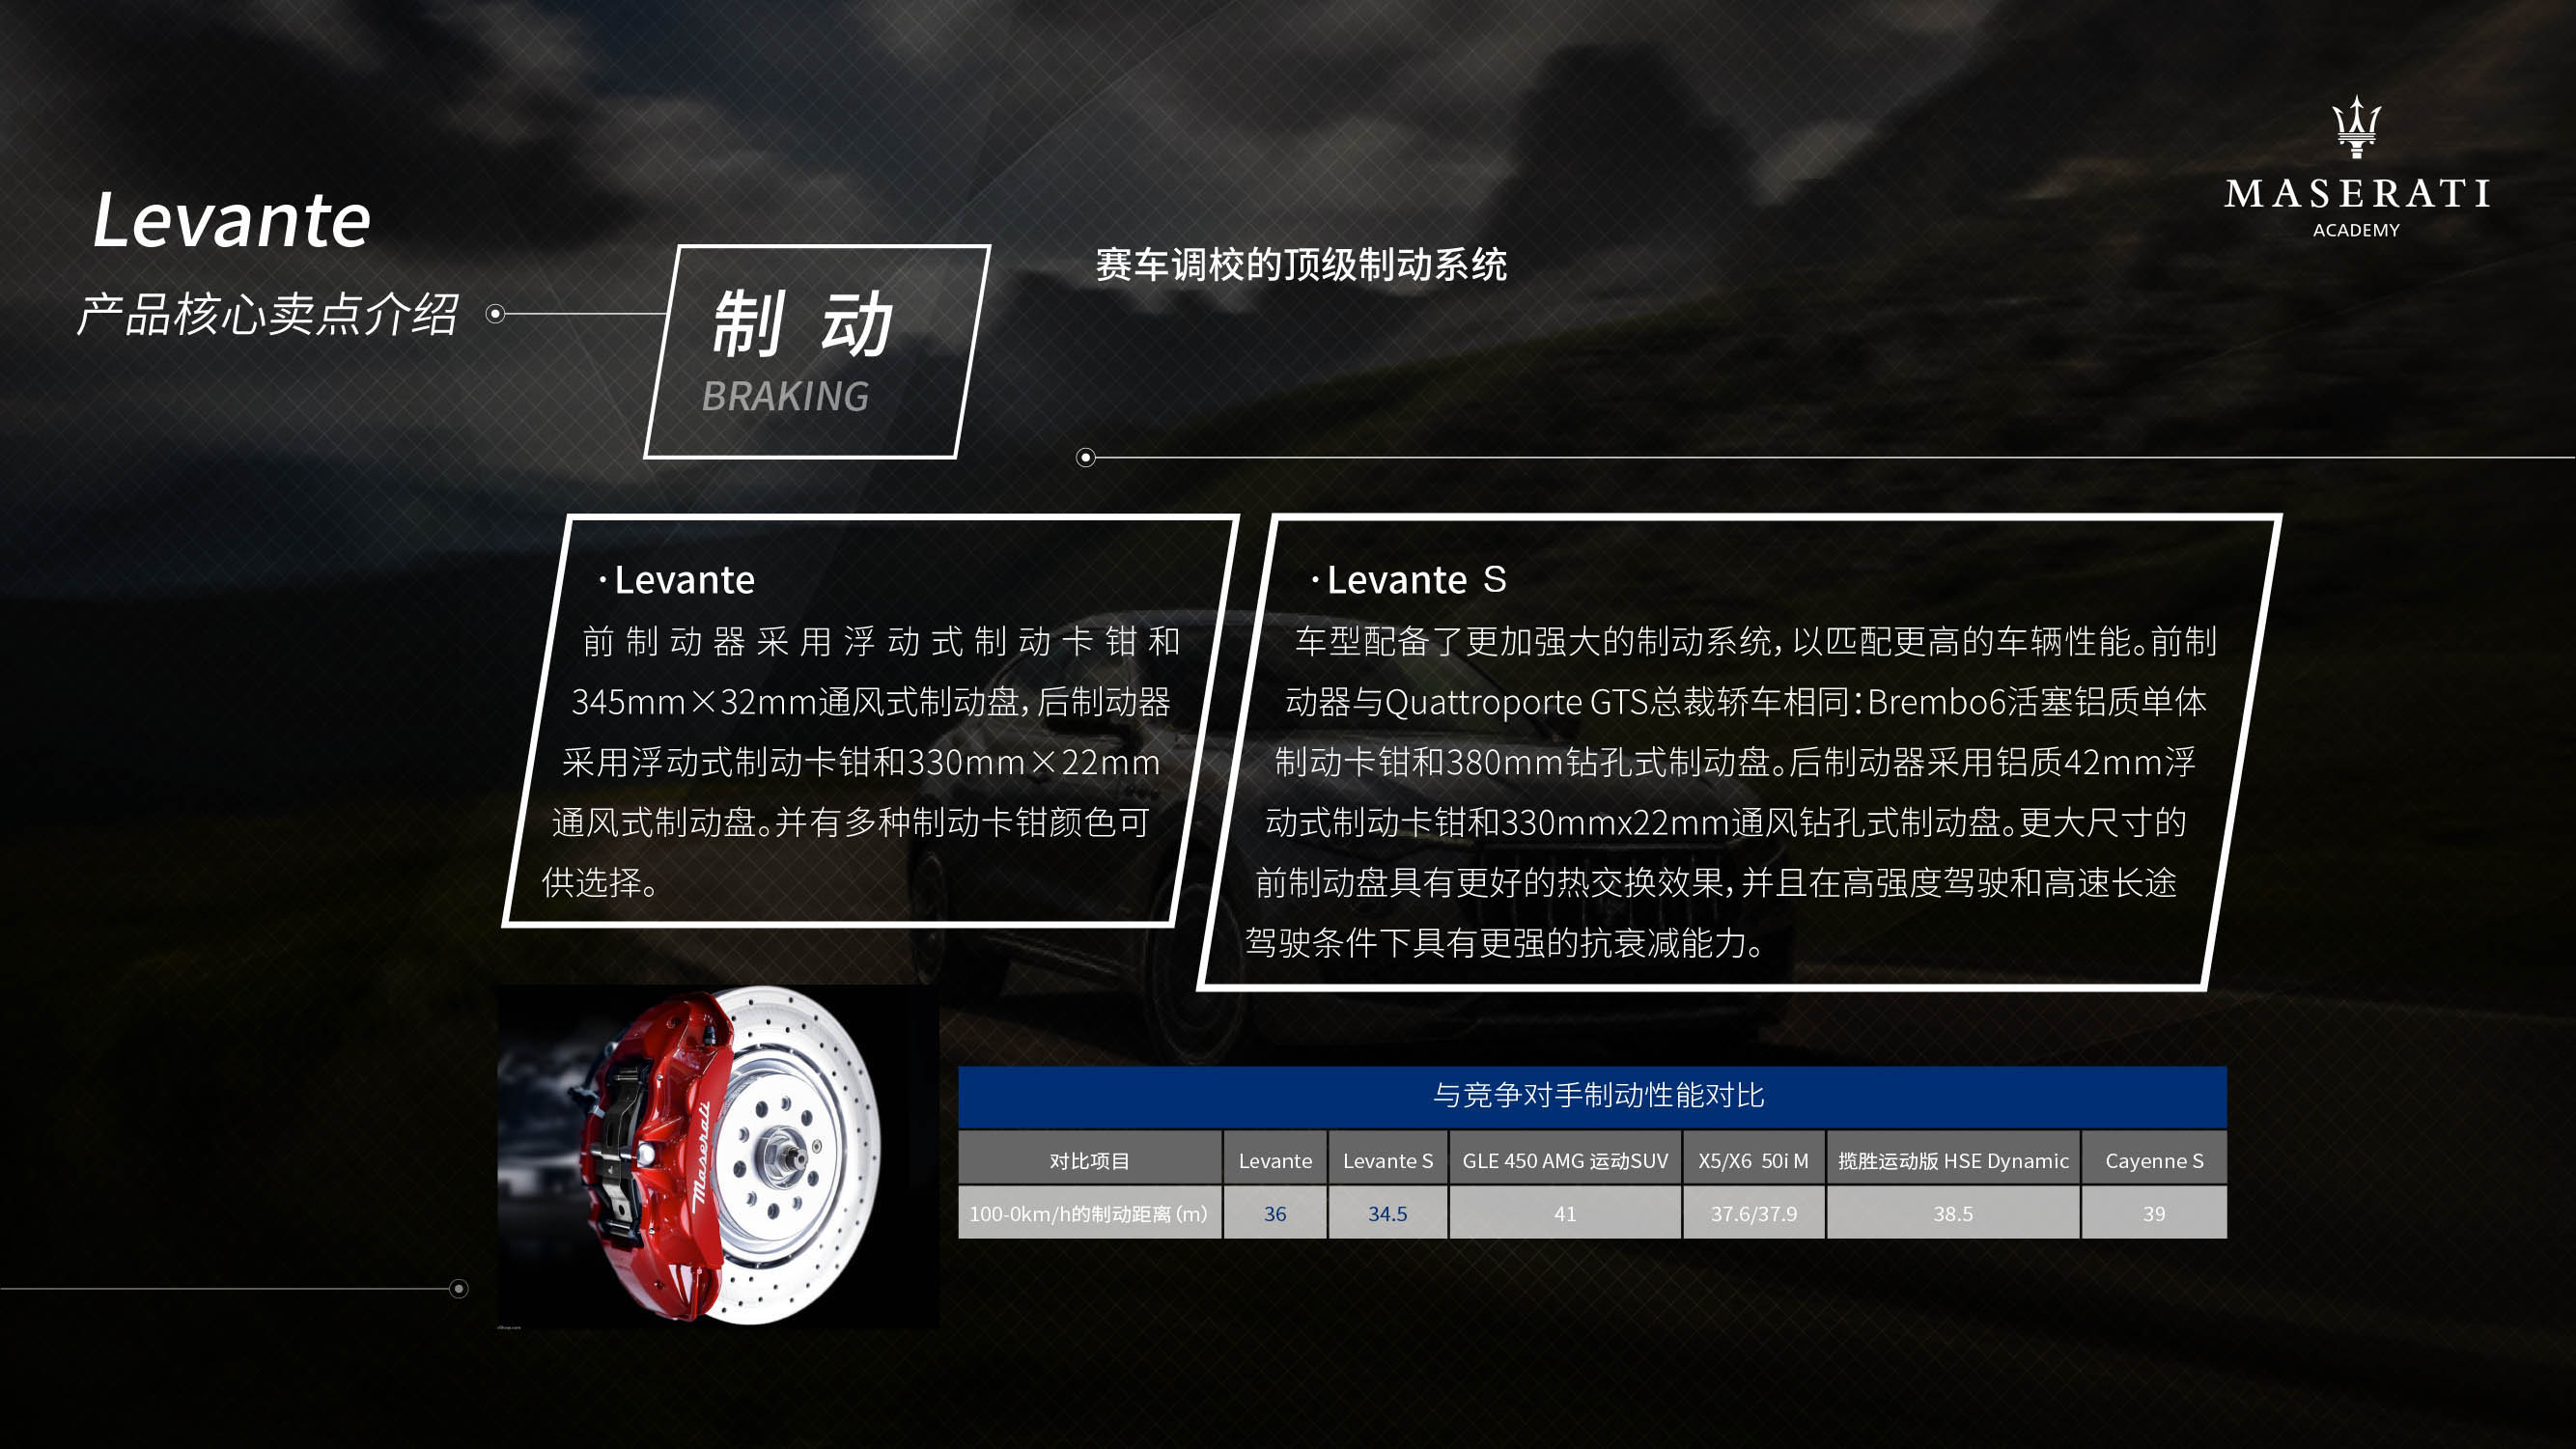 MASERATI
ACADEMY
Levante
产品核心卖点介绍
制 动
BRAKING
赛车调校的顶级制动系统
·Levante
前制动器采用浮动式制动卡钳和
345mm×32mm通风式制动盘，后制动器
采用浮动式制动卡钳和330mm×22mm
通风式制动盘。并有多种制动卡钳颜色可
供选择。
·Levante S
车型配备了更加强大的制动系统，以匹配更高的车辆性能。前制
动器与Quattroporte GTS总裁轿车相同：Brembo6活塞铝质单体
制动卡钳和380mm钻孔式制动盘。后制动器采用铝质42mm浮
动式制动卡钳和330mmx22mm通风钻孔式制动盘。更大尺寸的
前制动盘具有更好的热交换效果，并且在高强度驾驶和高速长途
驾驶条件下具有更强的抗衰减能力。
Maserati
与竞争对手制动性能对比
对比项目 Levante Levante S GLE 450 AMG 运动SUV X5/X6 50i M 揽胜运动版 HSE Dynamic Cayenne S
100-0km/h的制动距离（m） 36 34.5 41 37.6/37.9 38.5 39